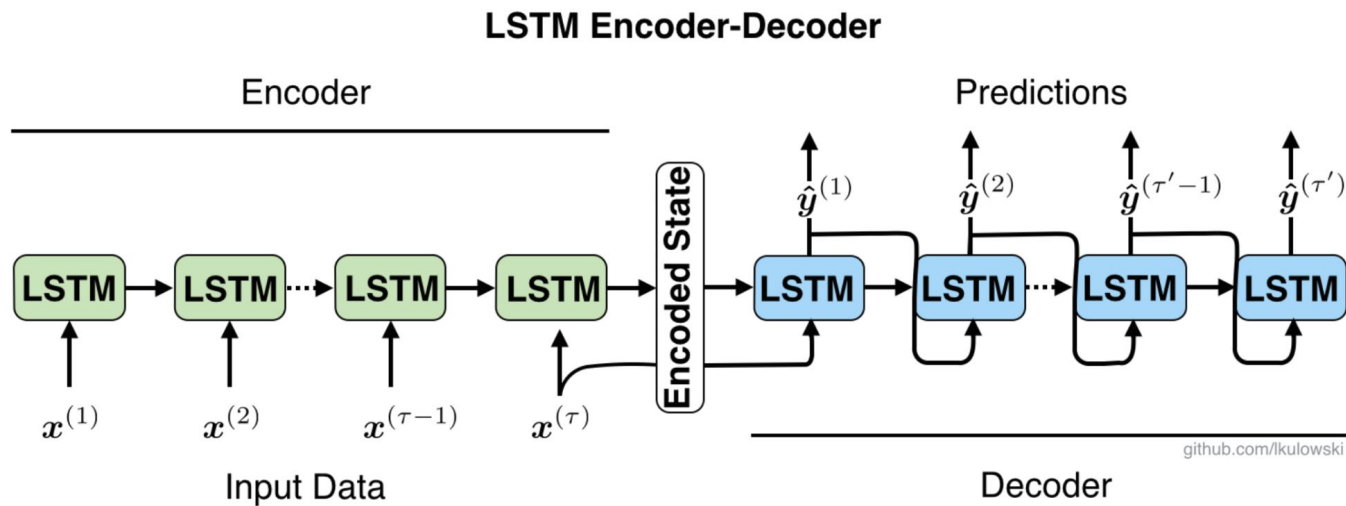 LSTM Encoder-Decoder
Encoder
Predictions
ŷ⁽¹⁾ ŷ⁽²⁾ ŷ⁽τ′−1⁾ ŷ⁽τ′⁾
LSTM LSTM LSTM LSTM
Encoded State
LSTM LSTM LSTM LSTM
x⁽¹⁾ x⁽²⁾ x⁽τ−1⁾ x⁽τ⁾
github.com/lkulowski
Input Data
Decoder